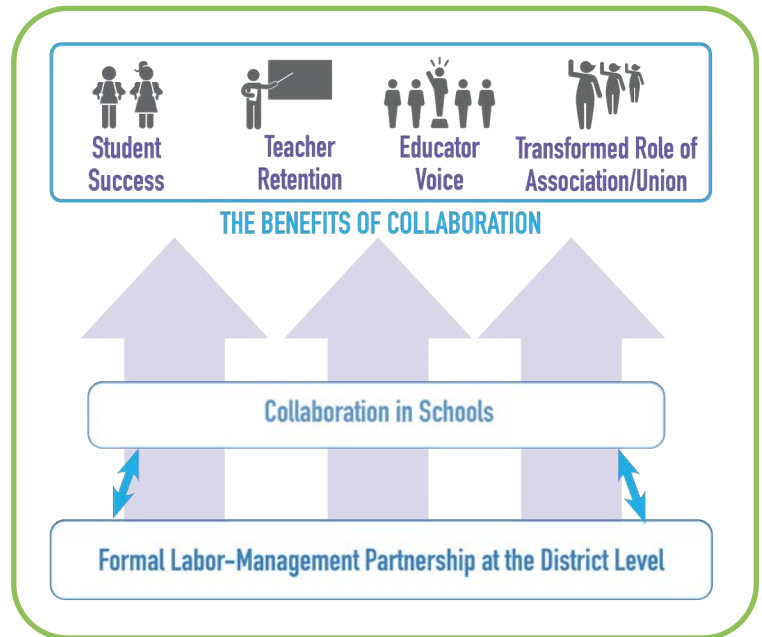 Student
Success
Teacher
Retention
Educator
Voice
Transformed Role of
Association/Union
THE BENEFITS OF COLLABORATION
Collaboration in Schools
Formal Labor-Management Partnership at the District Level